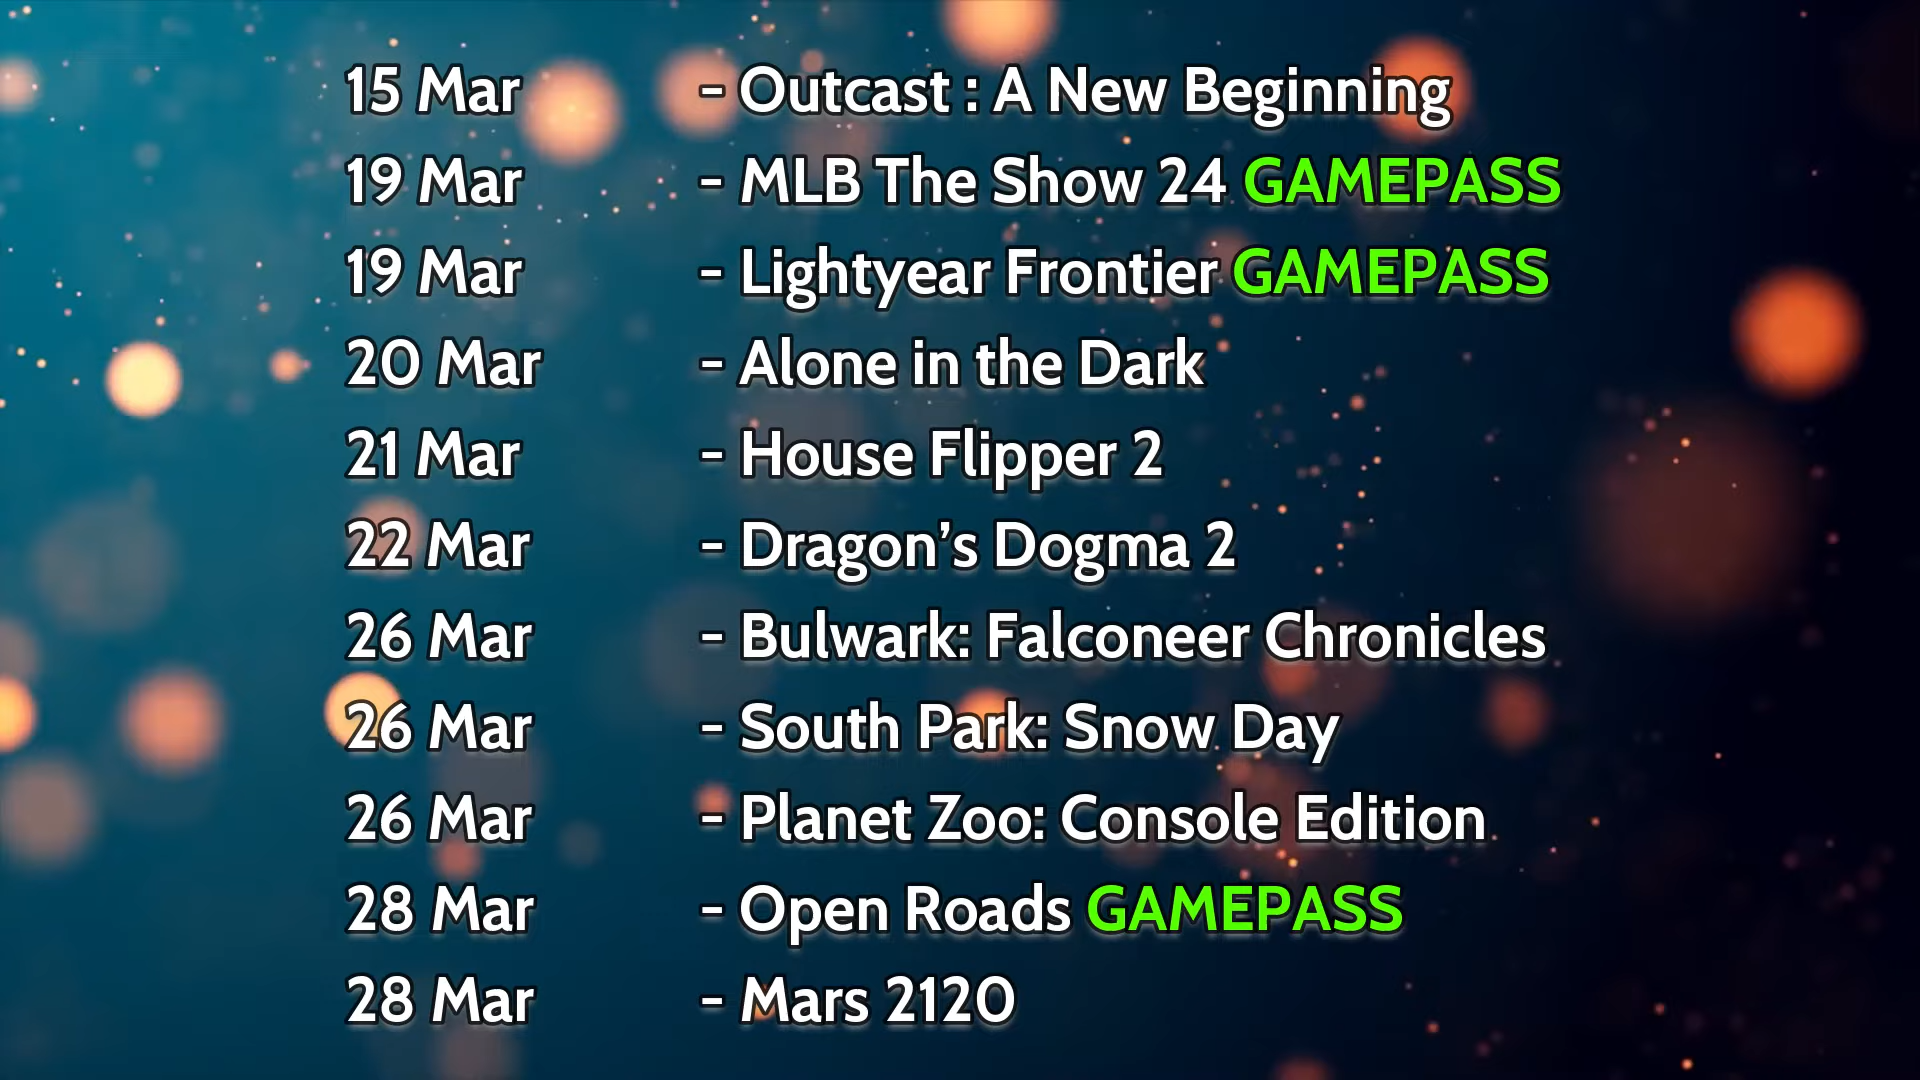 15 Mar - Outcast : A New Beginning
19 Mar - MLB The Show 24 GAMEPASS
19 Mar - Lightyear Frontier GAMEPASS
20 Mar - Alone in the Dark
21 Mar - House Flipper 2
22 Mar - Dragon’s Dogma 2
26 Mar - Bulwark: Falconeer Chronicles
26 Mar - South Park: Snow Day
26 Mar - Planet Zoo: Console Edition
28 Mar - Open Roads GAMEPASS
28 Mar - Mars 2120